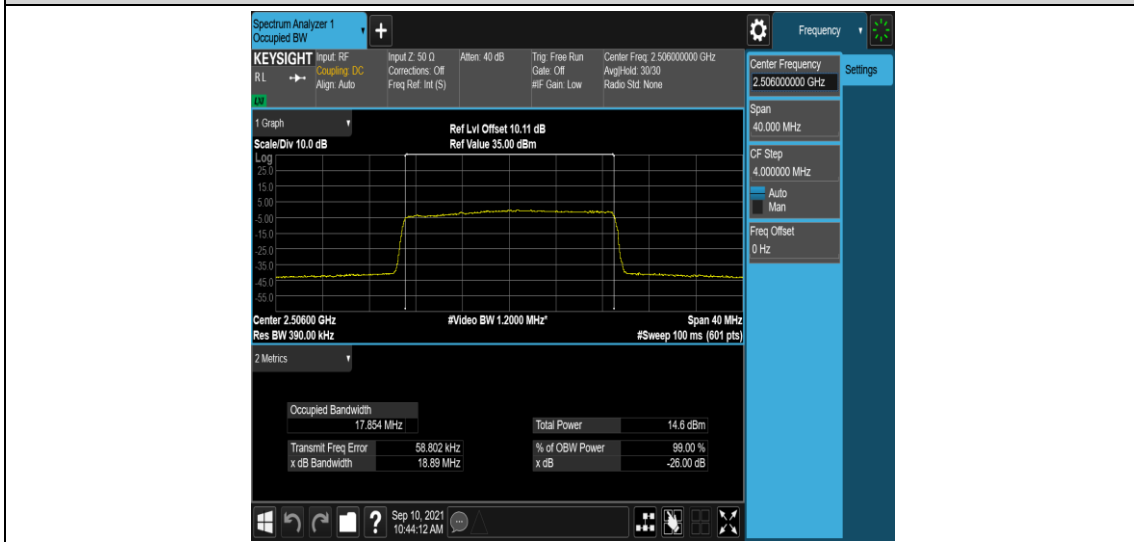 Spectrum Analyzer 1
Occupied BW
+
Frequency
KEYSIGHT Input: RF Input Z: 50 Ω Atten: 40 dB Trig: Free Run Center Freq: 2.506000000 GHz
RL Coupling: DC Corrections: Off Gate: Off Avg|Hold: 30/30
Align: Auto Freq Ref: Int (S) #IF Gain: Low Radio Std: None
Center Frequency
2.506000000 GHz
Settings
Span
40.000 MHz
CF Step
4.000000 MHz
Auto
Man
Freq Offset
0 Hz
1 Graph
Ref Lvl Offset 10.11 dB
Scale/Div 10.0 dB Ref Value 35.00 dBm
Log
25.0
15.0
5.00
-5.00
-15.0
-25.0
-35.0
-45.0
-55.0
Center 2.50600 GHz #Video BW 1.2000 MHz* Span 40 MHz
Res BW 390.00 kHz #Sweep 100 ms (601 pts)
2 Metrics
Occupied Bandwidth
17.854 MHz Total Power 14.6 dBm
Transmit Freq Error 58.802 kHz % of OBW Power 99.00 %
x dB Bandwidth 18.89 MHz x dB -26.00 dB
? Sep 10, 2021
10:44:12 AM